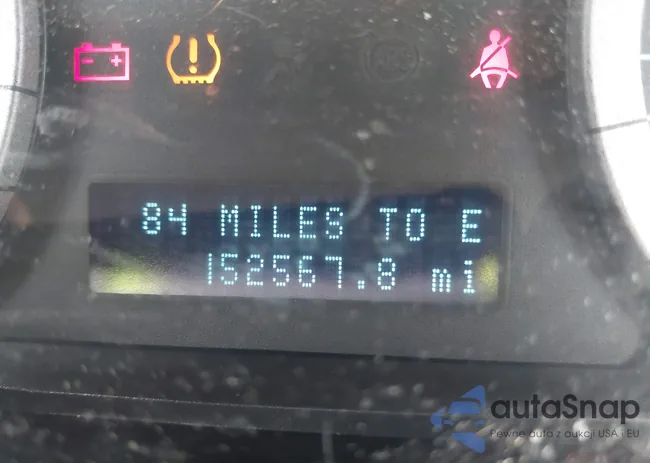 84 MILES TO E
152567.8 mi
autaSnap
Pewne auta z aukcji USA i EU